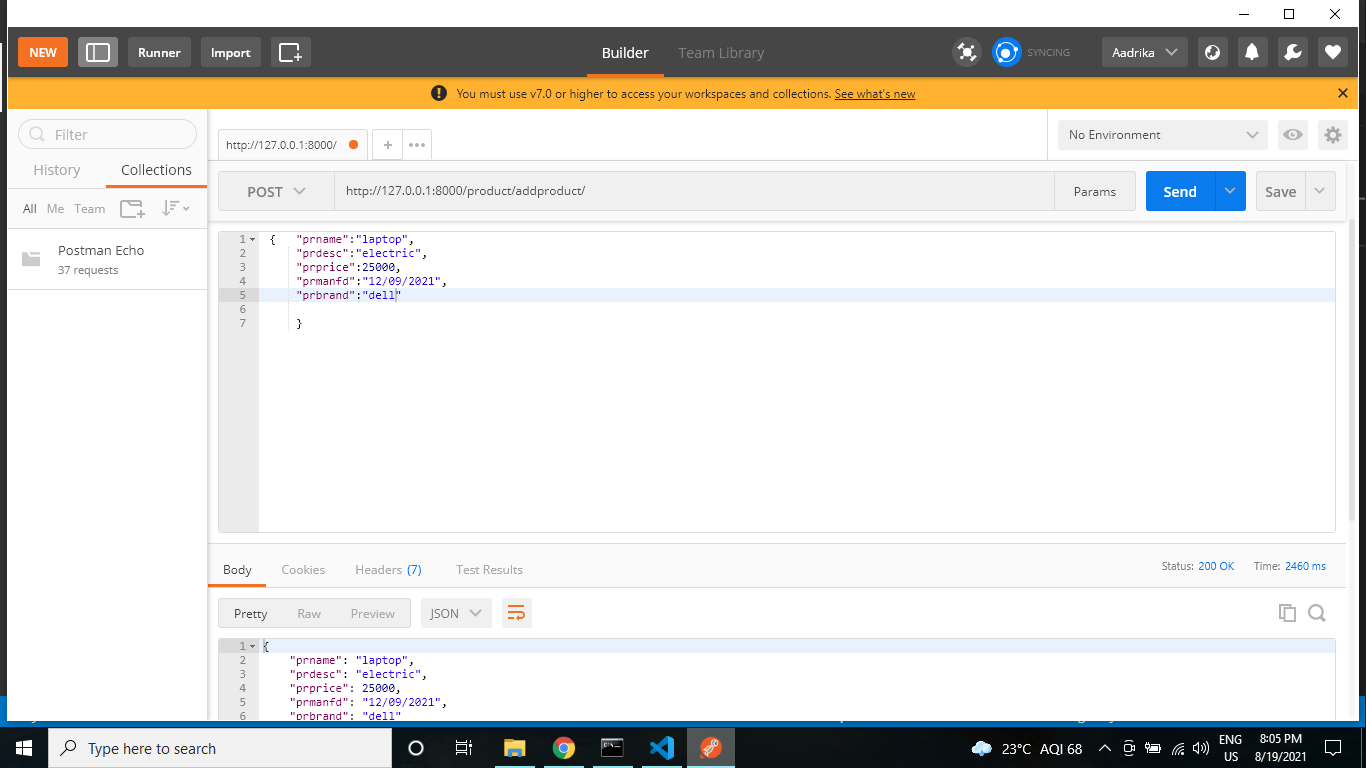 NEW Runner Import Builder Team Library SYNCING Aadrika
You must use v7.0 or higher to access your workspaces and collections. See what's new
Filter
History Collections
All Me Team
Postman Echo
37 requests
http://127.0.0.1:8000/ + •••
No Environment
POST http://127.0.0.1:8000/product/addproduct/ Params Send Save
1 { "prname":"laptop",
2 "prdesc":"electric",
3 "prprice":25000,
4 "prmanfd":"12/09/2021",
5 "prbrand":"dell"
6
7 }
Body Cookies Headers (7) Test Results Status: 200 OK Time: 2460 ms
Pretty Raw Preview JSON
1 {
2 "prname": "laptop",
3 "prdesc": "electric",
4 "prprice": 25000,
5 "prmanfd": "12/09/2021",
6 "prbrand": "dell"
Type here to search
23°C AQI 68
ENG
US
8:05 PM
8/19/2021